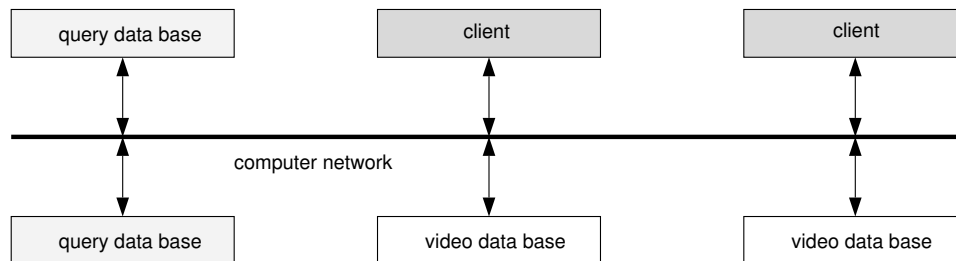 query data base
client
client
computer network
query data base
video data base
video data base